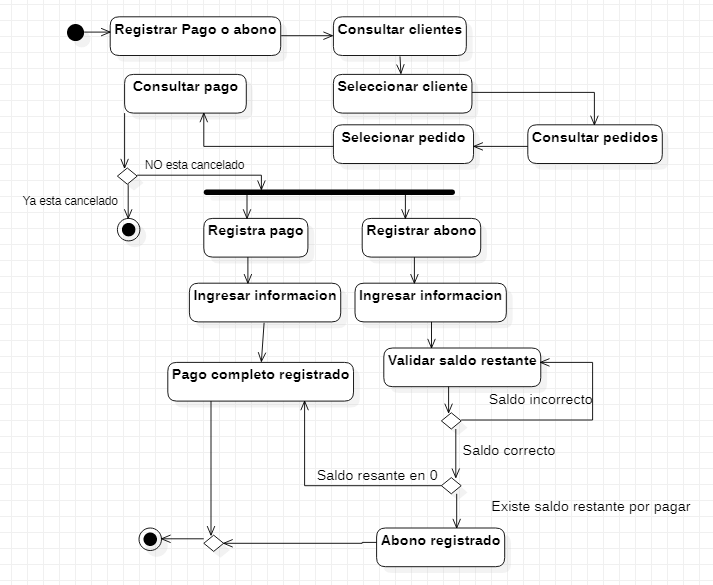 Registrar Pago o abono
Consultar clientes
Consultar pago
Seleccionar cliente
Selecionar pedido
Consultar pedidos
NO esta cancelado
Ya esta cancelado
Registra pago
Registrar abono
Ingresar informacion
Ingresar informacion
Validar saldo restante
Pago completo registrado
Saldo incorrecto
Saldo correcto
Saldo resante en 0
Existe saldo restante por pagar
Abono registrado